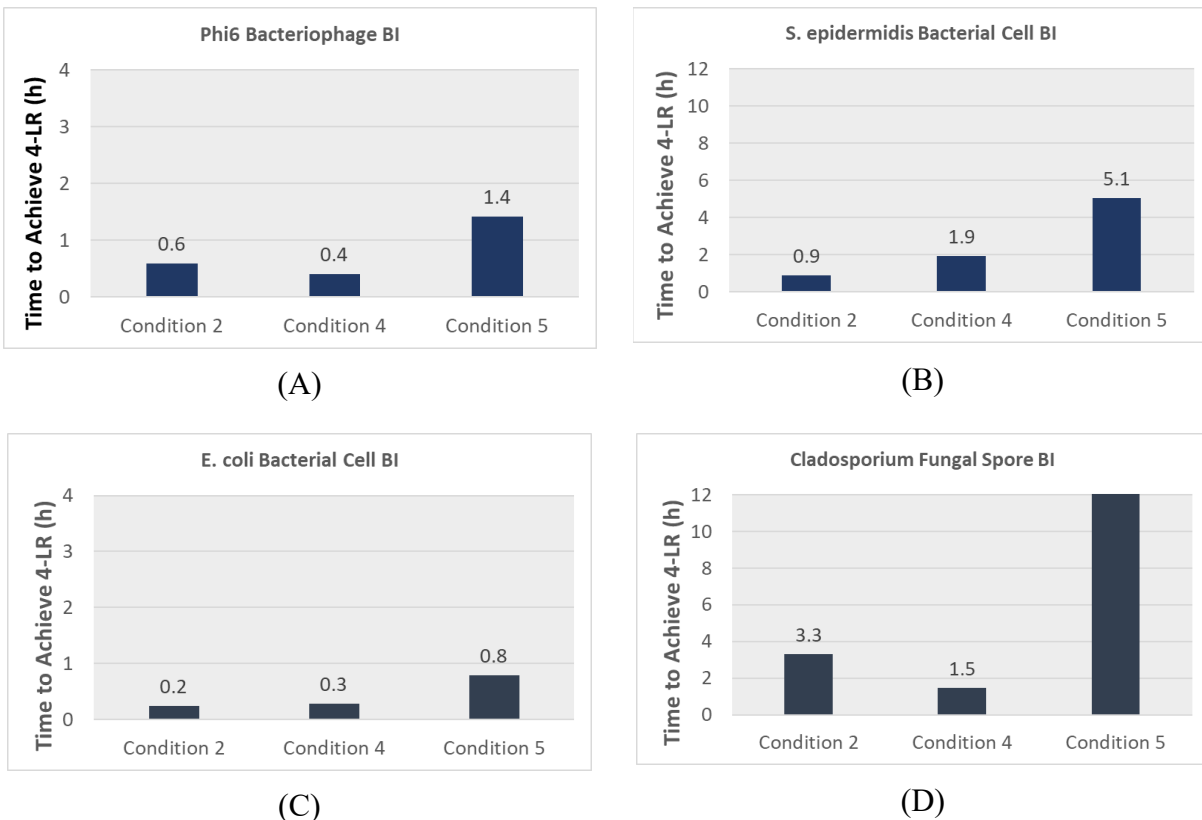 Phi6 Bacteriophage BI
Time to Achieve 4-LR (h)
4
3
2
1
0
0.6
0.4
1.4
Condition 2
Condition 4
Condition 5
(A)
S. epidermidis Bacterial Cell BI
Time to Achieve 4-LR (h)
12
10
8
6
4
2
0
0.9
1.9
5.1
Condition 2
Condition 4
Condition 5
(B)
E. coli Bacterial Cell BI
Time to Achieve 4-LR (h)
4
3
2
1
0
0.2
0.3
0.8
Condition 2
Condition 4
Condition 5
(C)
Cladosporium Fungal Spore BI
Time to Achieve 4-LR (h)
12
10
8
6
4
2
0
3.3
1.5
Condition 2
Condition 4
Condition 5
(D)